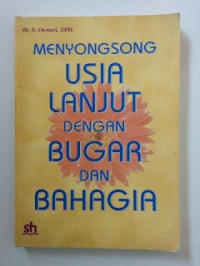 dr. E. Oswari, DPH
MENYONGSONG
USIA
LANJUT
DENGAN
BUGAR
DAN
BAHAGIA
sh